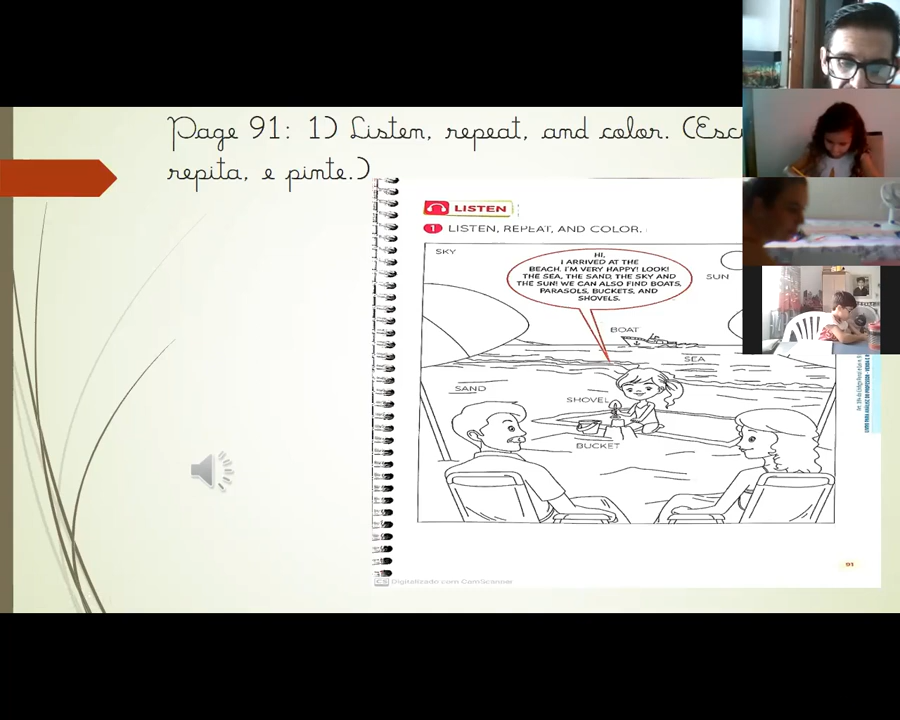 Page 91: 1) Listen, repeat, and color. (Esc
repita, e pinte.)
LISTEN
1 LISTEN, REPEAT, AND COLOR.
SKY
HI,
I ARRIVED AT THE
BEACH, I'M VERY HAPPY! LOOK!
THE SEA, THE SAND, THE SKY AND
THE SUN! WE CAN ALSO FIND BOATS,
PARASOLS, BUCKETS, AND
SHOVELS.
SUN
BOAT
SEA
SAND
SHOVEL
BUCKET
91
CS Digitalizado com CamScanner